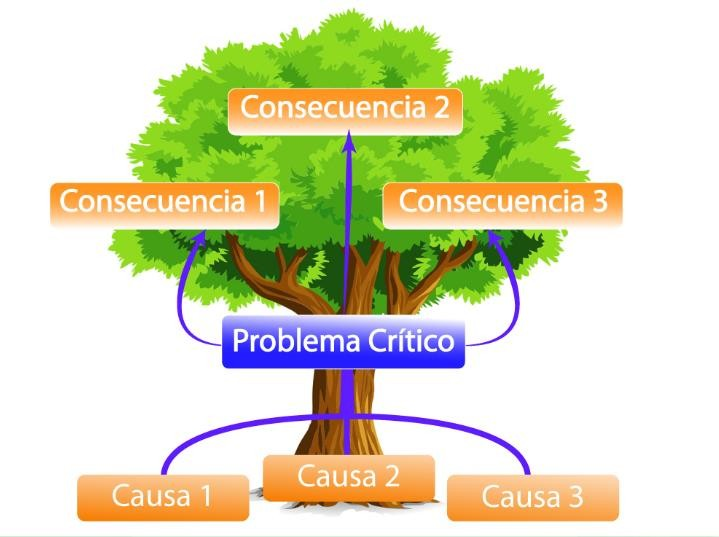 Consecuencia 2
Consecuencia 1
Consecuencia 3
Problema Crítico
Causa 1
Causa 2
Causa 3